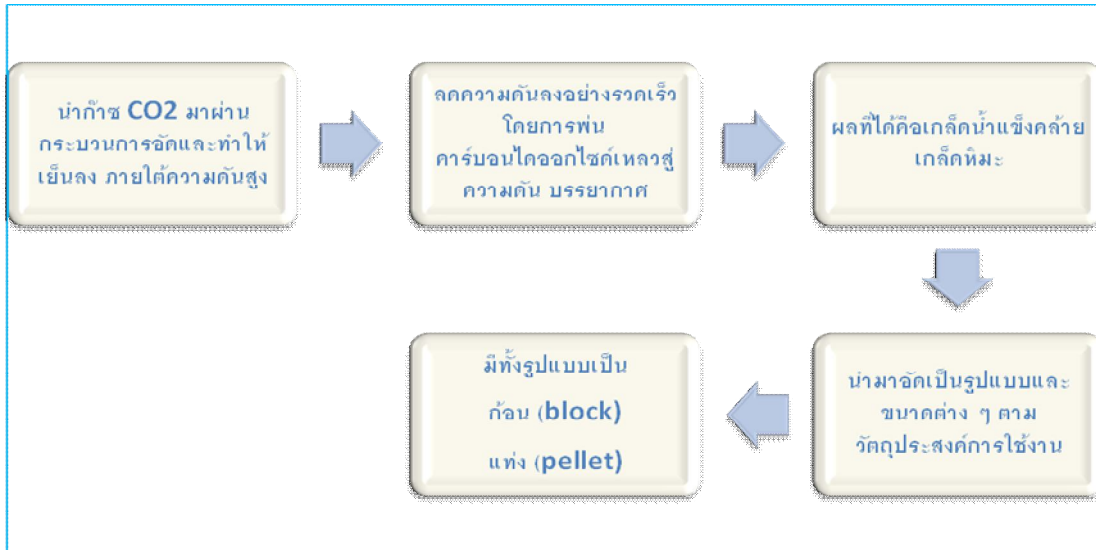 นำก๊าซ CO2 มาผ่าน
กระบวนการอัดและทำให้
เย็นลง ภายใต้ความดันสูง
ลดความดันลงอย่างรวดเร็ว
โดยการพ่น
คาร์บอนไดออกไซด์เหลวสู่
ความดัน บรรยากาศ
ผลที่ได้คือเกล็ดน้ำแข็งคล้าย
เกล็ดหิมะ
นำมาอัดเป็นรูปแบบและ
ขนาดต่าง ๆ ตาม
วัตถุประสงค์การใช้งาน
มีทั้งรูปแบบเป็น
ก้อน (block)
แท่ง (pellet)